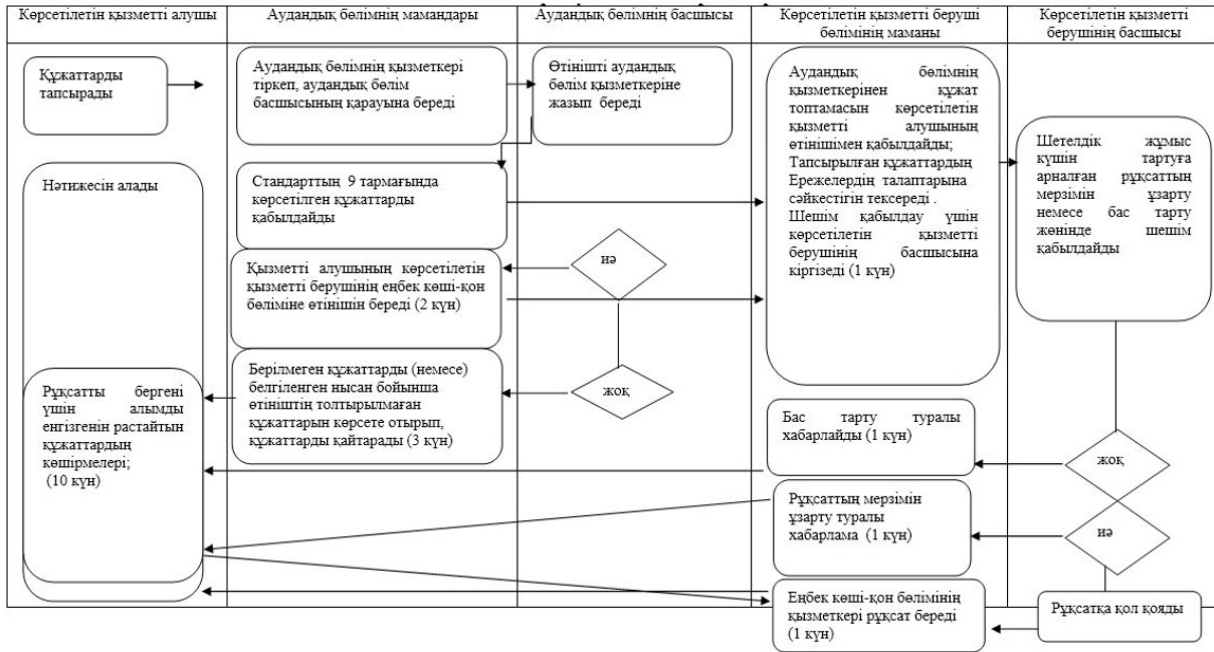 Көрсетілетін қызметті алушы
Аудандық бөлімнің мамандары
Аудандық бөлімнің басшысы
Көрсетілетін қызметті беруші
бөлімінің маманы
Көрсетілетін қызметті
берушінің басшысы
Құжаттарды
тапсырады
Аудандық бөлімнің қызметкері
тіркеп, аудандық бөлім
басшысының қарауына береді
Өтінішті аудандық
бөлім қызметкеріне
жазып береді
Аудандық бөлімнің
қызметкерінен құжат
топтамасын көрсетілетін
қызметті алушының
өтінішімен қабылдайды;
Тапсырылған құжаттардың
Ережелердің талаптарына
сәйкестігін тексереді .
Шешім қабылдау үшін
көрсетілетін қызметті
берушінің басшысына
кіргізеді (1 күн)
Шетелдік жұмыс
күшін тартуға
арналған рұқсаттың
мерзімін ұзарту
немесе бас тарту
жөнінде шешім
қабылдайды
Нәтижесін алады
Стандарттың 9 тармағында
көрсетілген құжаттарды
қабылдайды
иә
Қызметті алушының көрсетілетін
қызметті берушінің еңбек көші-қон
бөліміне өтінішін береді (2 күн)
Берілмеген құжаттарды (немесе)
белгіленген нысан бойынша
өтініштің толтырылмаған
құжаттарын көрсете отырып,
құжаттарды қайтарады (3 күн)
жоқ
Рұқсатты бергені
үшін алымды
енгізгенін растайтын
құжаттардың
көшірмелері;
(10 күн)
Бас тарту туралы
хабарлайды (1 күн)
жоқ
Рұқсаттың мерзімін
ұзарту туралы
хабарлама (1 күн)
иә
Еңбек көші-қон бөлімінің
қызметкері рұқсат береді
(1 күн)
Рұқсатқа қол қояды